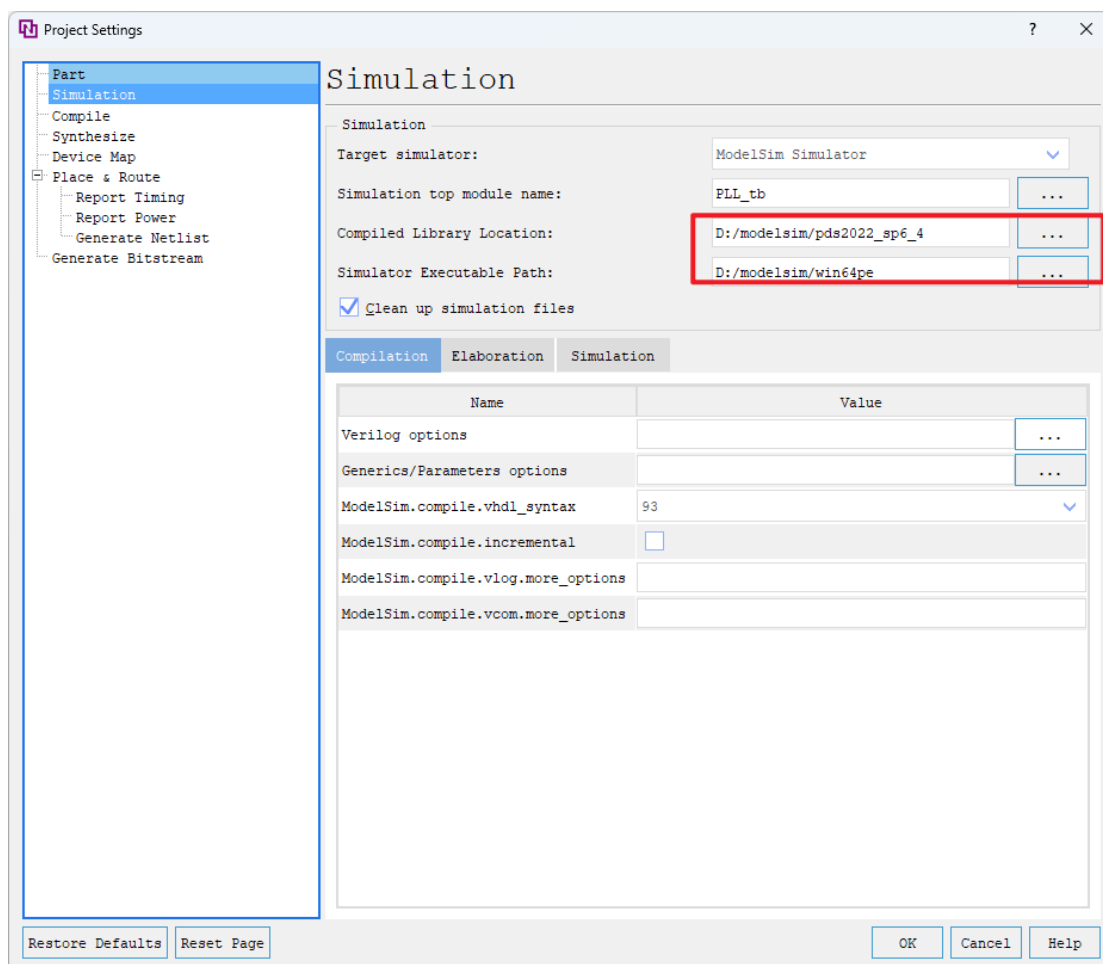 Project Settings
?
Part
Simulation
Compile
Synthesize
Device Map
Place & Route
Report Timing
Report Power
Generate Netlist
Generate Bitstream
Simulation
Simulation
Target simulator: ModelSim Simulator
Simulation top module name: PLL_tb ...
Compiled Library Location: D:/modelsim/pds2022_sp6_4 ...
Simulator Executable Path: D:/modelsim/win64pe ...
Clean up simulation files
Compilation Elaboration Simulation
Name Value
Verilog options ...
Generics/Parameters options ...
ModelSim.compile.vhdl_syntax 93
ModelSim.compile.incremental
ModelSim.compile.vlog.more_options
ModelSim.compile.vcom.more_options
Restore Defaults Reset Page OK Cancel Help